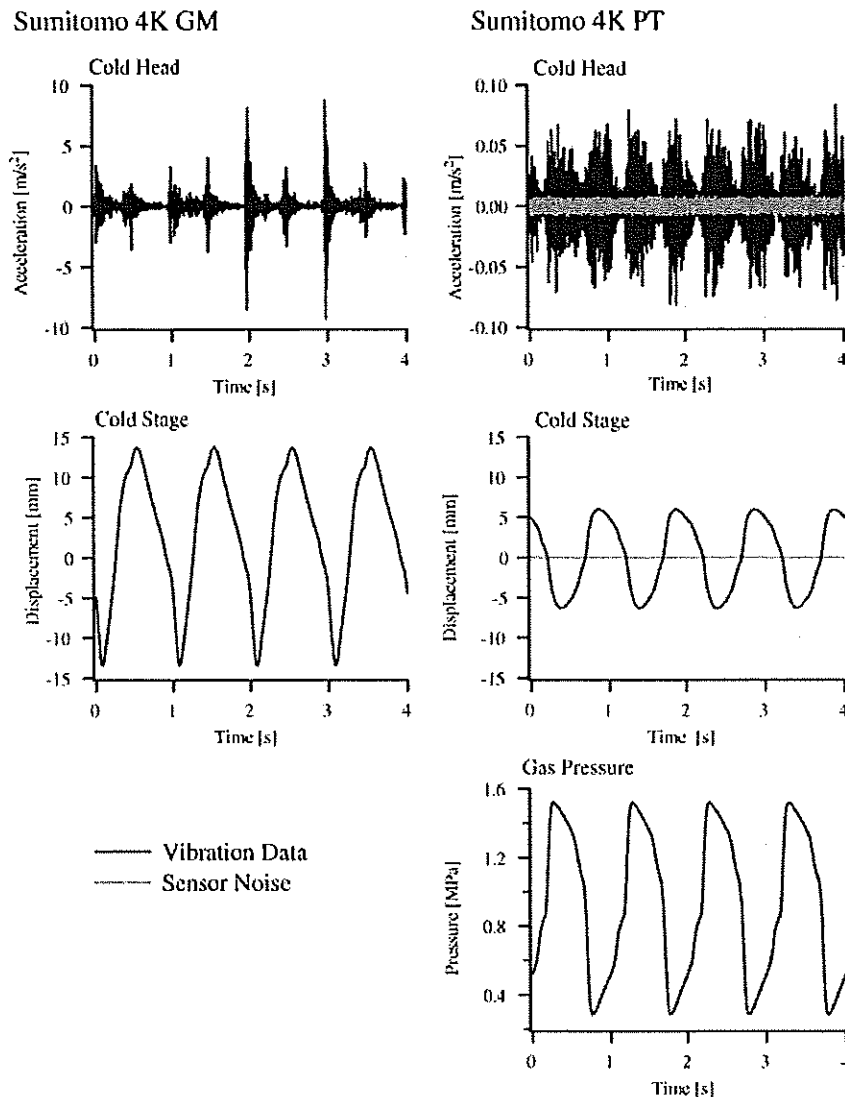 Sumitomo 4K GM
Sumitomo 4K PT
Cold Head
10
5
0
-5
-10
Acceleration [m/s²]
0 1 2 3 4
Time [s]
Cold Head
0.10
0.05
0.00
-0.05
-0.10
Acceleration [m/s²]
0 1 2 3 4
Time [s]
Cold Stage
15
10
5
0
-5
-10
-15
Displacement [mm]
0 1 2 3 4
Time [s]
Cold Stage
15
10
5
0
-5
-10
-15
Displacement [mm]
0 1 2 3 4
Time [s]
Vibration Data
Sensor Noise
Gas Pressure
1.6
1.2
0.8
0.4
Pressure [MPa]
0 1 2 3
Time [s]